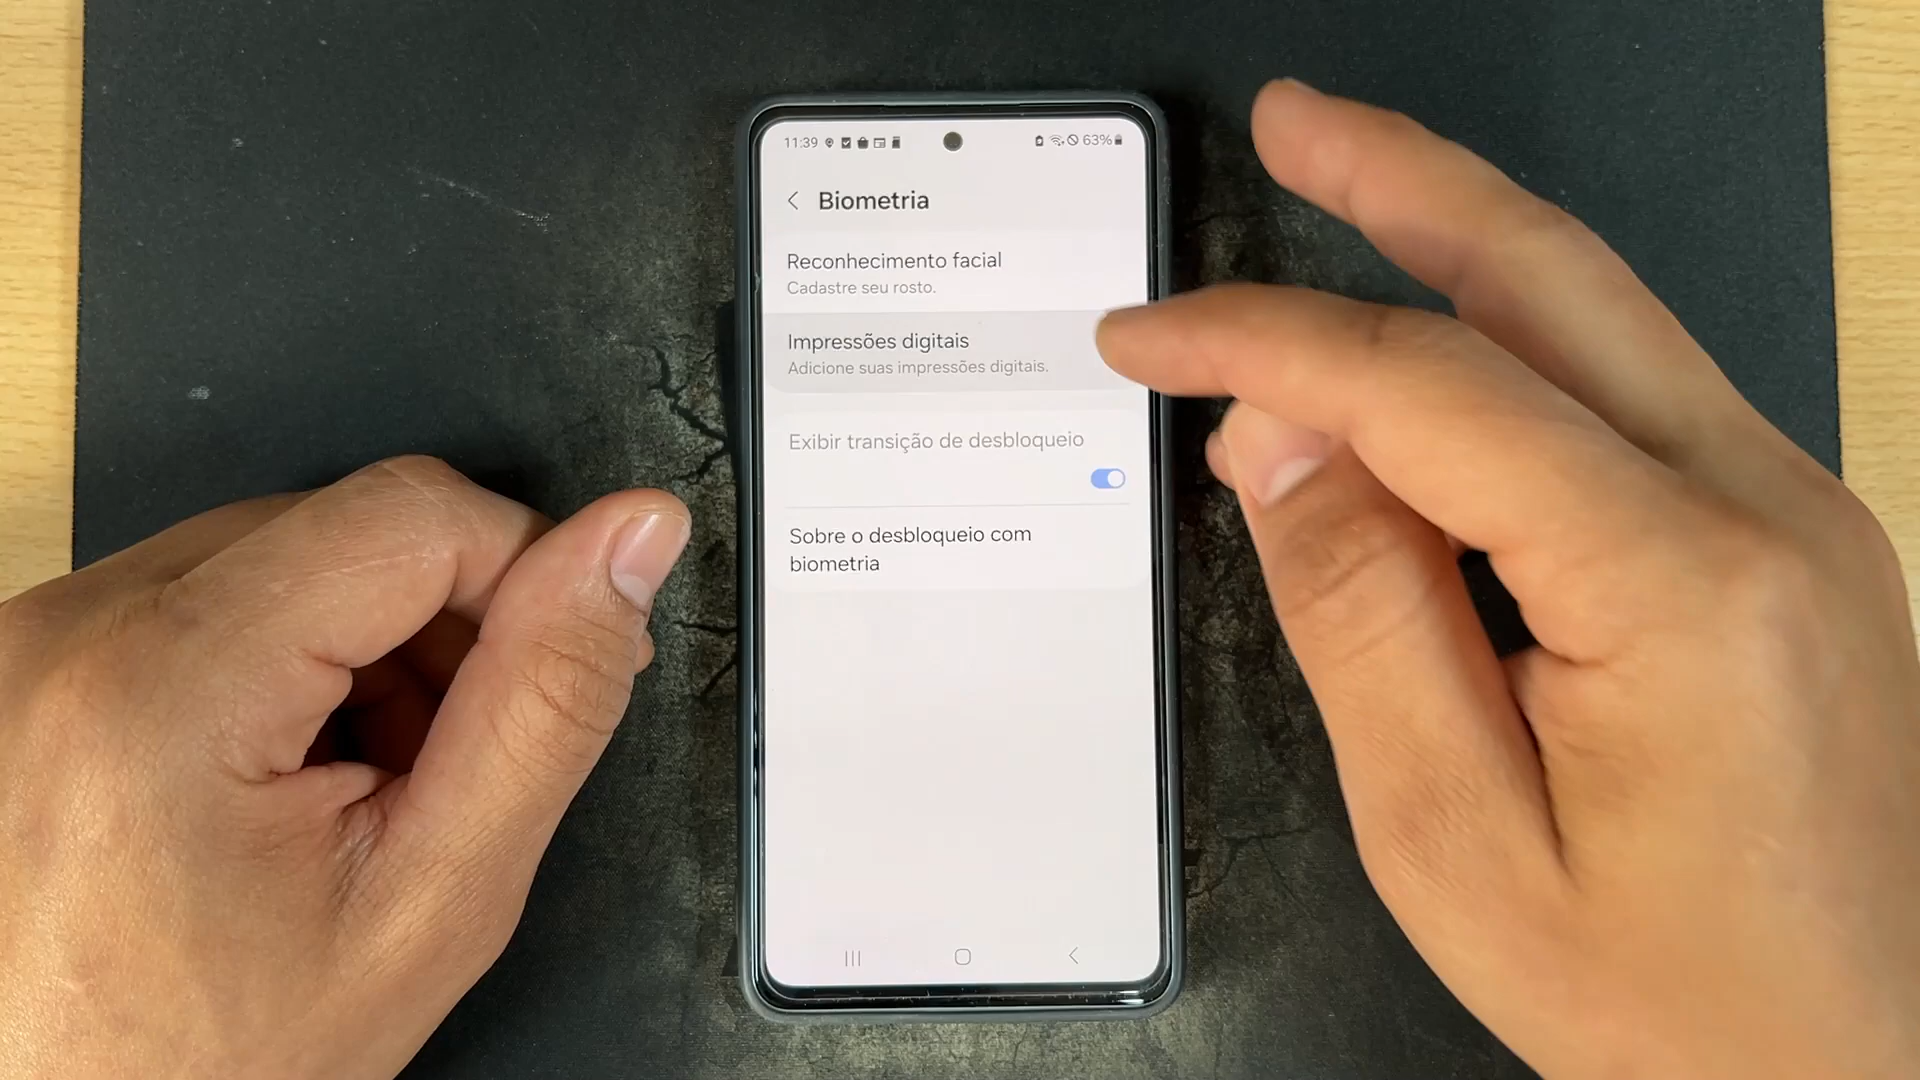 11:39 63%
Biometria
Reconhecimento facial
Cadastre seu rosto.
Impressões digitais
Adicione suas impressões digitais.
Exibir transição de desbloqueio
Sobre o desbloqueio com
biometria